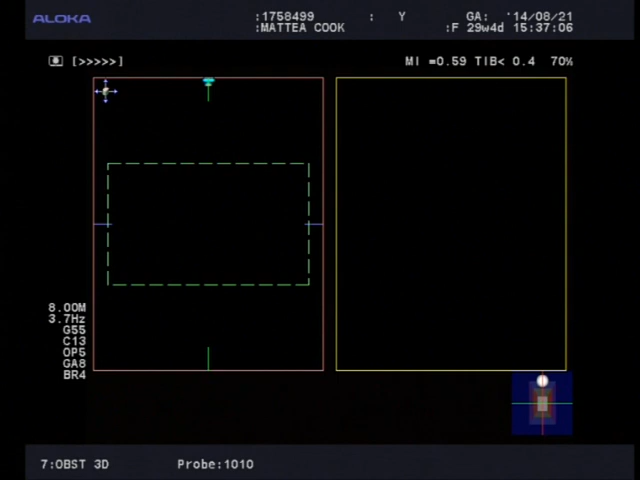 ALOKA :1758499 : Y GA: '14/08/21
:MATTEA COOK :F 29w4d 15:37:06
[>>>>>] MI =0.59 TIB< 0.4 70%
8.00M
3.7Hz
G55
C13
OP5
GA8
BR4
7:OBST 3D Probe:1010